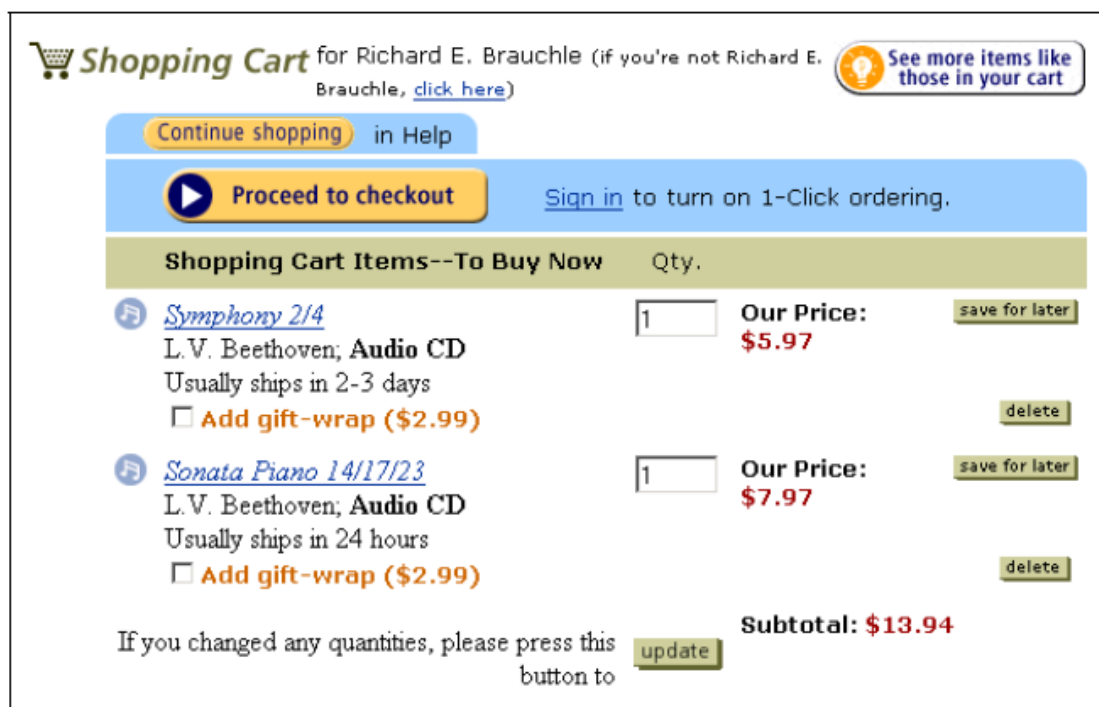 Shopping Cart for Richard E. Brauchle (if you're not Richard E.
Brauchle, click here)
See more items like
those in your cart
Continue shopping in Help
Proceed to checkout Sign in to turn on 1-Click ordering.
Shopping Cart Items--To Buy Now Qty.
Symphony 2/4 1 Our Price: save for later
L.V. Beethoven; Audio CD $5.97
Usually ships in 2-3 days
Add gift-wrap ($2.99) delete
Sonata Piano 14/17/23 1 Our Price: save for later
L.V. Beethoven; Audio CD $7.97
Usually ships in 24 hours
Add gift-wrap ($2.99) delete
Subtotal: $13.94
If you changed any quantities, please press this update
button to